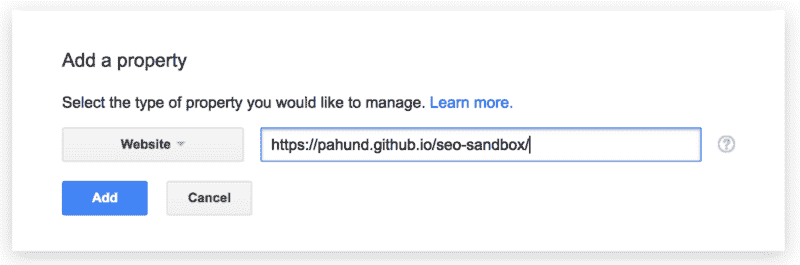 Add a property
Select the type of property you would like to manage. Learn more.
Website https://pahund.github.io/seo-sandbox/ ?
Add Cancel